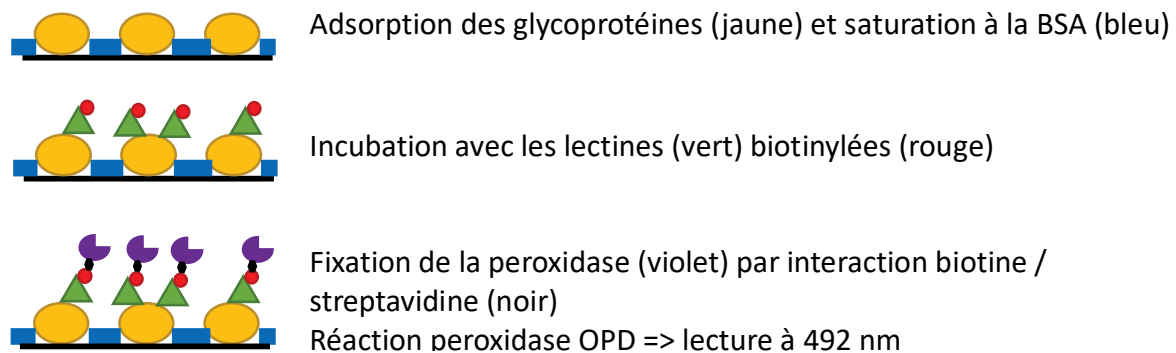 Adsorption des glycoprotéines (jaune) et saturation à la BSA (bleu)
Incubation avec les lectines (vert) biotinylées (rouge)
Fixation de la peroxidase (violet) par interaction biotine /
streptavidine (noir)
Réaction peroxidase OPD => lecture à 492 nm